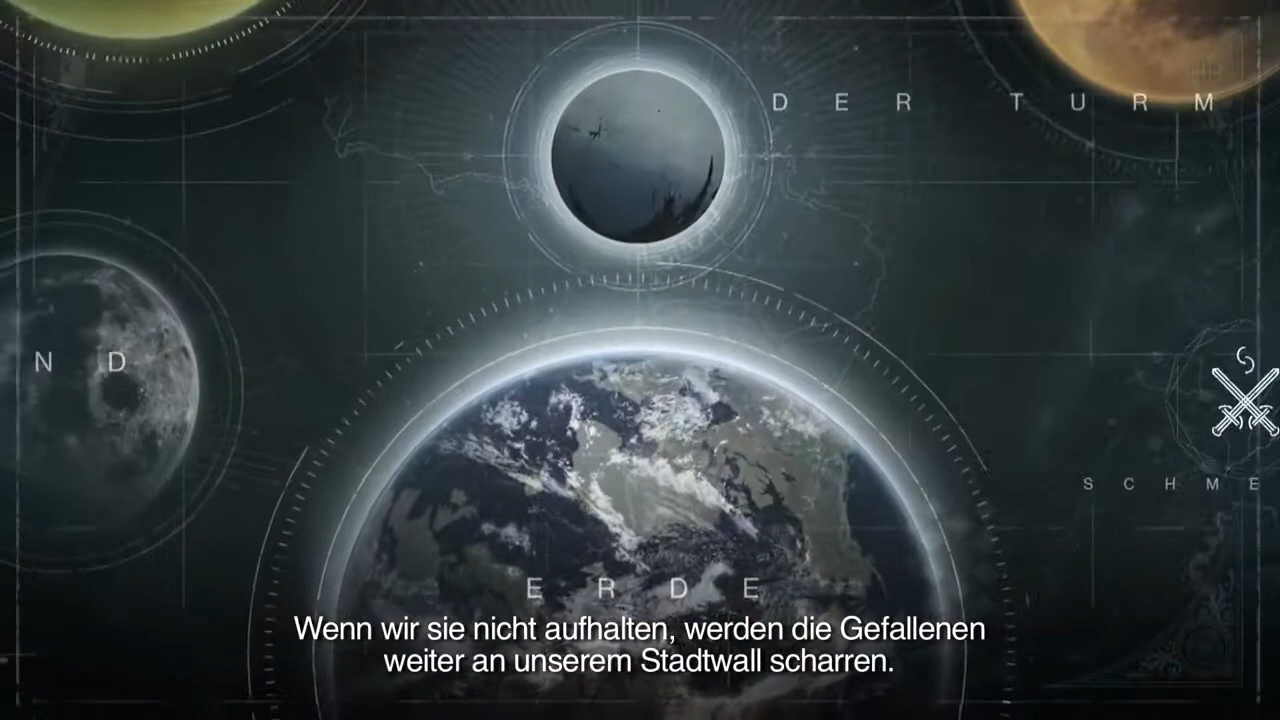 DER TURM
ND
SCHME
ERDE
Wenn wir sie nicht aufhalten, werden die Gefallenen
weiter an unserem Stadtwall scharren.